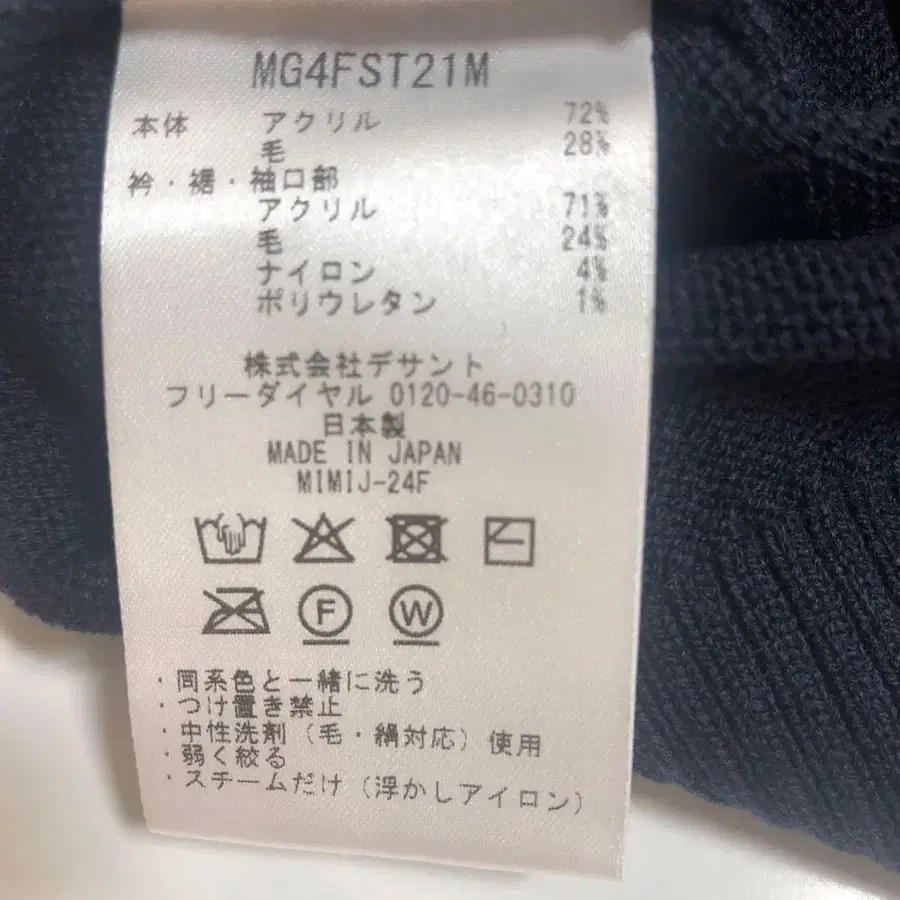 MG4FST21M
本体 アクリル 72%
毛 28%
衿・裾・袖口部
アクリル 71%
毛 24%
ナイロン 4%
ポリウレタン 1%
株式会社デサント
フリーダイヤル 0120-46-0310
日本製
MADE IN JAPAN
MIMIJ-24F
F W
・同系色と一緒に洗う
・つけ置き禁止
・中性洗剤（毛・絹対応）使用
・弱く絞る
・スチームだけ（浮かしアイロン）